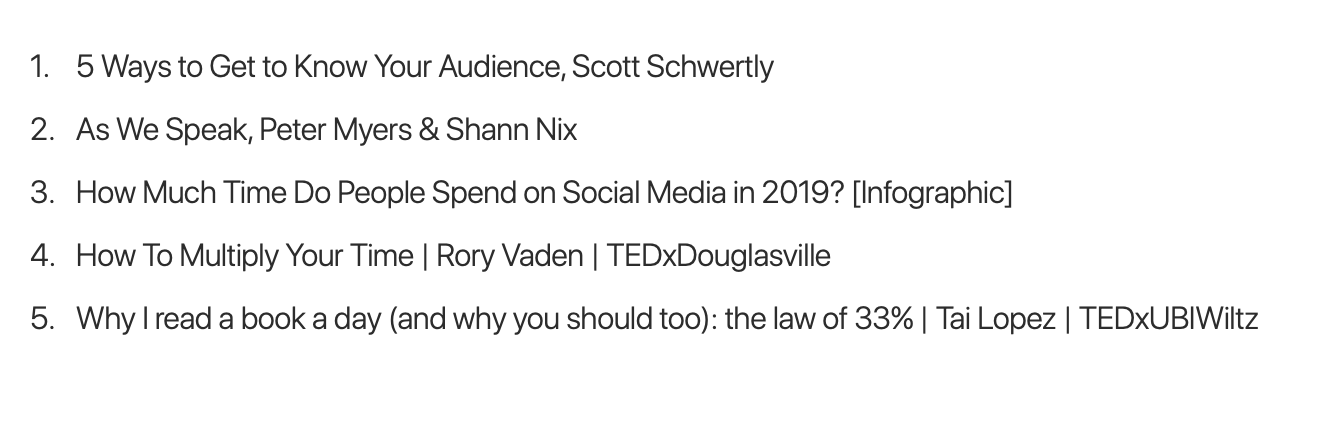 1. 5 Ways to Get to Know Your Audience, Scott Schwertly
2. As We Speak, Peter Myers & Shann Nix
3. How Much Time Do People Spend on Social Media in 2019? [Infographic]
4. How To Multiply Your Time | Rory Vaden | TEDxDouglasville
5. Why I read a book a day (and why you should too): the law of 33% | Tai Lopez | TEDxUBIWiltz